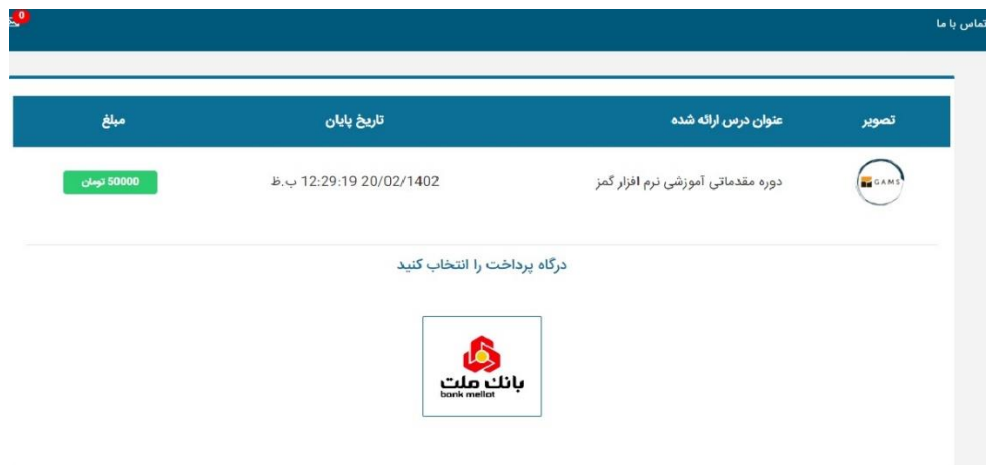 تماس با ما
0
تصویر عنوان درس ارائه شده تاریخ پایان مبلغ
GAMS دوره مقدماتی آموزشی نرم افزار گمز 12:29:19 20/02/1402 ب.ظ 50000 تومان
درگاه پرداخت را انتخاب کنید
بانك ملت
bank mellat